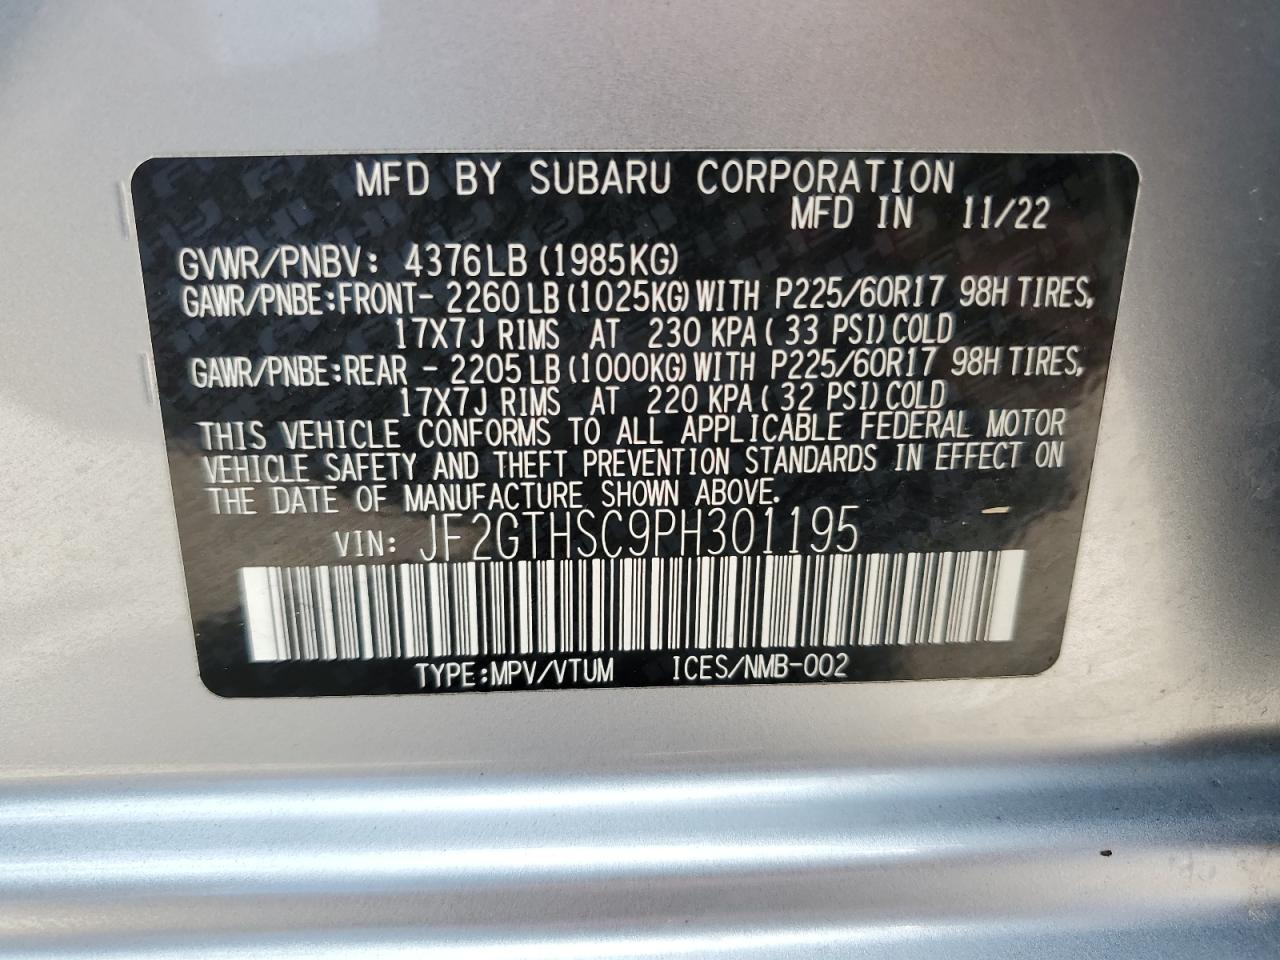 MFD BY SUBARU CORPORATION
MFD IN 11/22
GVWR/PNBV: 4376LB (1985KG)
GAWR/PNBE:FRONT- 2260 LB (1025KG) WITH P225/60R17 98H TIRES,
17X7J RIMS AT 230 KPA ( 33 PSI) COLD
GAWR/PNBE:REAR - 2205 LB (1000KG) WITH P225/60R17 98H TIRES,
17X7J RIMS AT 220 KPA ( 32 PSI) COLD
THIS VEHICLE CONFORMS TO ALL APPLICABLE FEDERAL MOTOR
VEHICLE SAFETY AND THEFT PREVENTION STANDARDS IN EFFECT ON
THE DATE OF MANUFACTURE SHOWN ABOVE.
VIN: JF2GTHSC9PH301195
TYPE:MPV/VTUM ICES/NMB-002